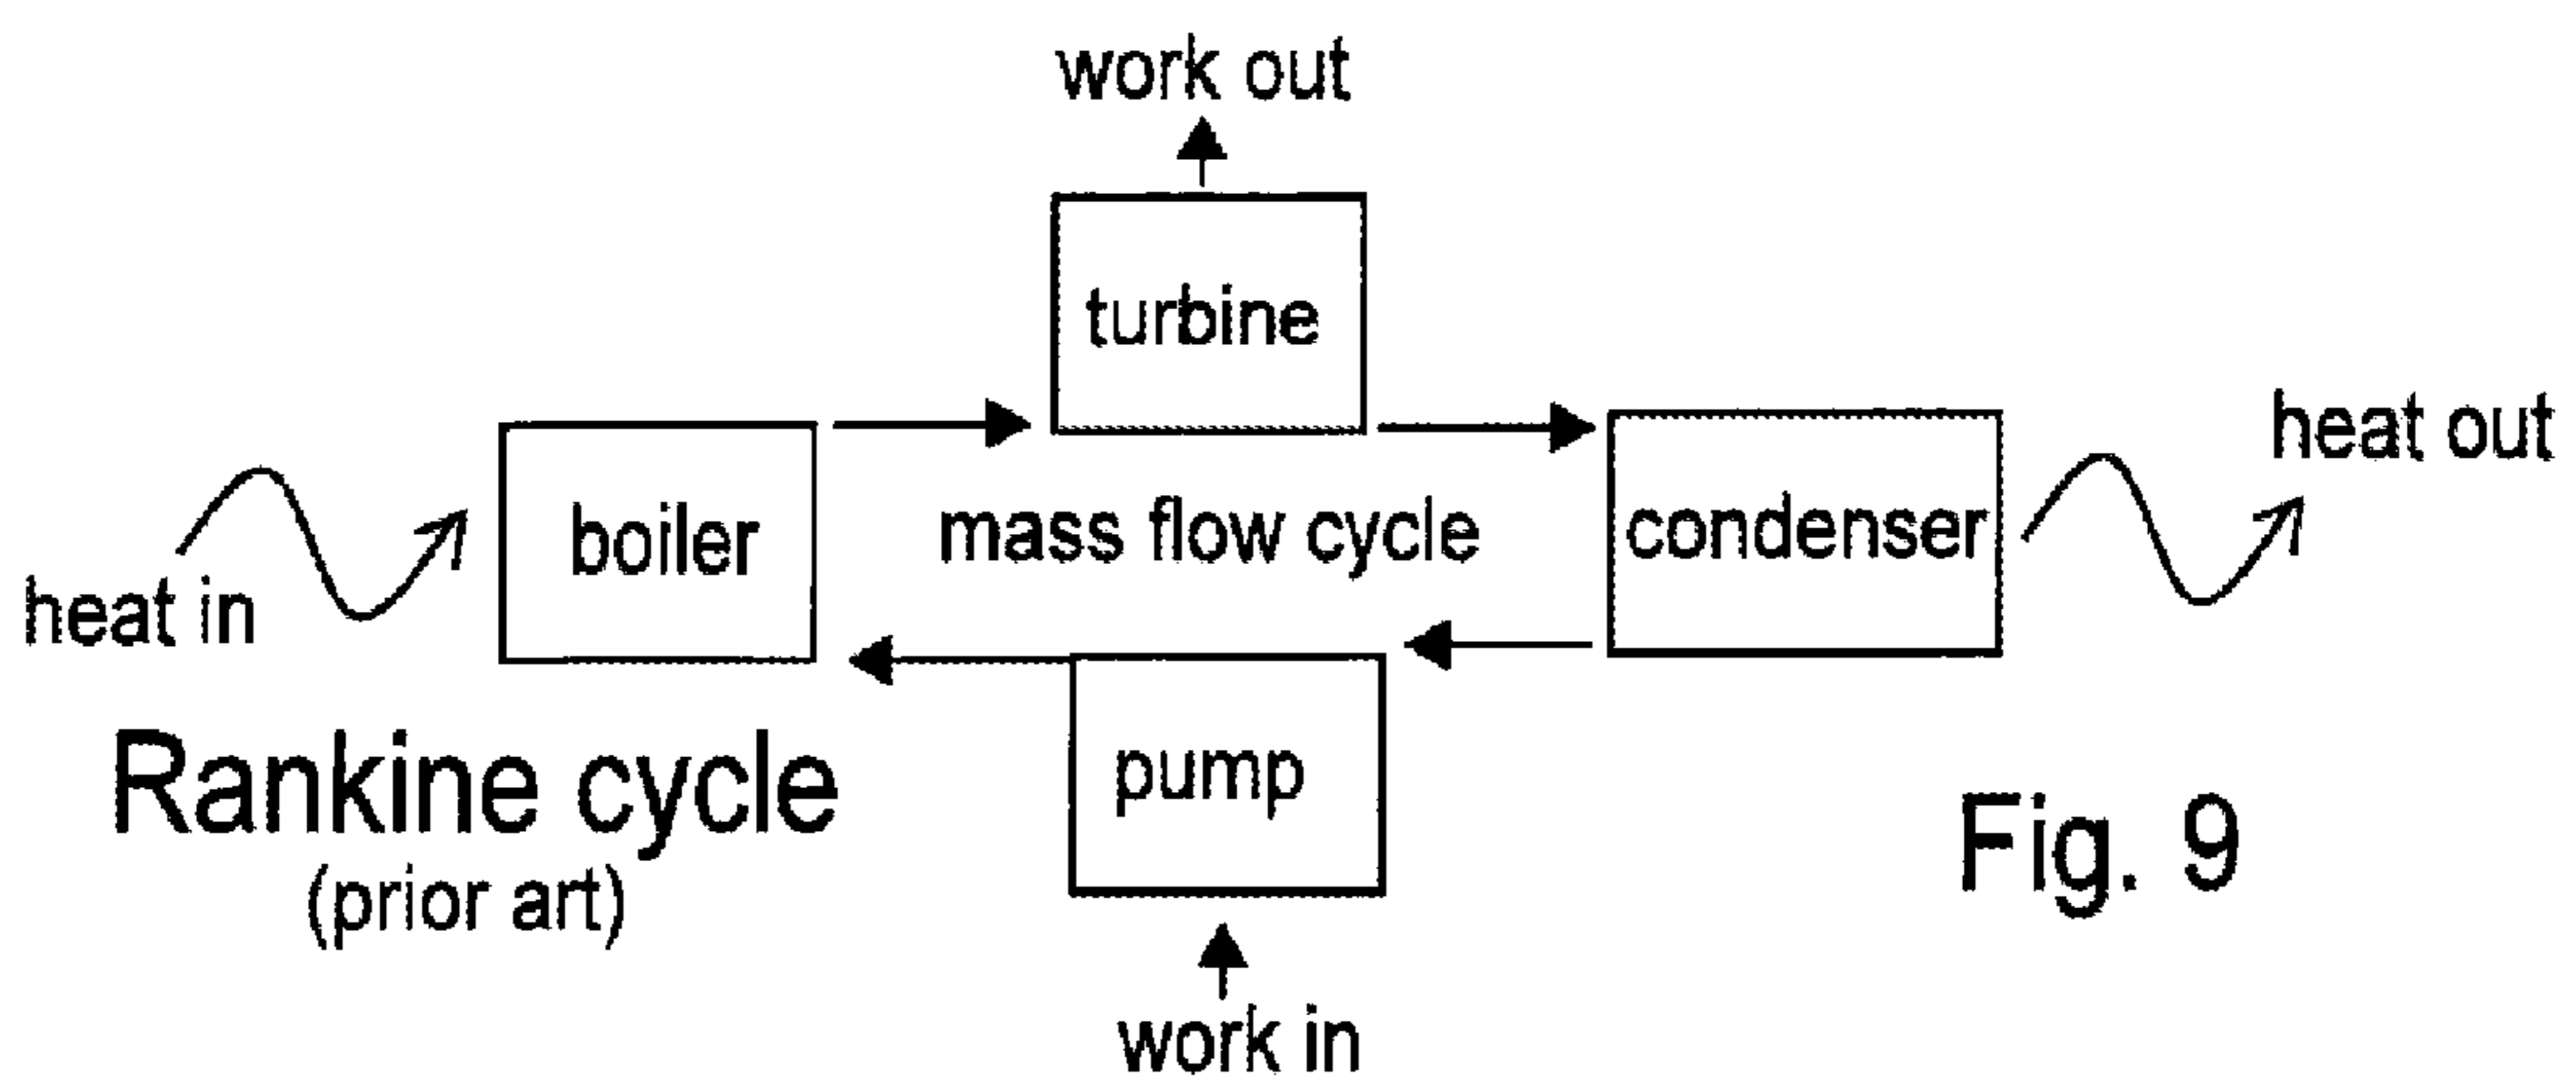 work out
turbine
heat out
boiler
mass flow cycle
condenser
heat in
pump
Rankine cycle
(prior art)
Fig. 9
work in